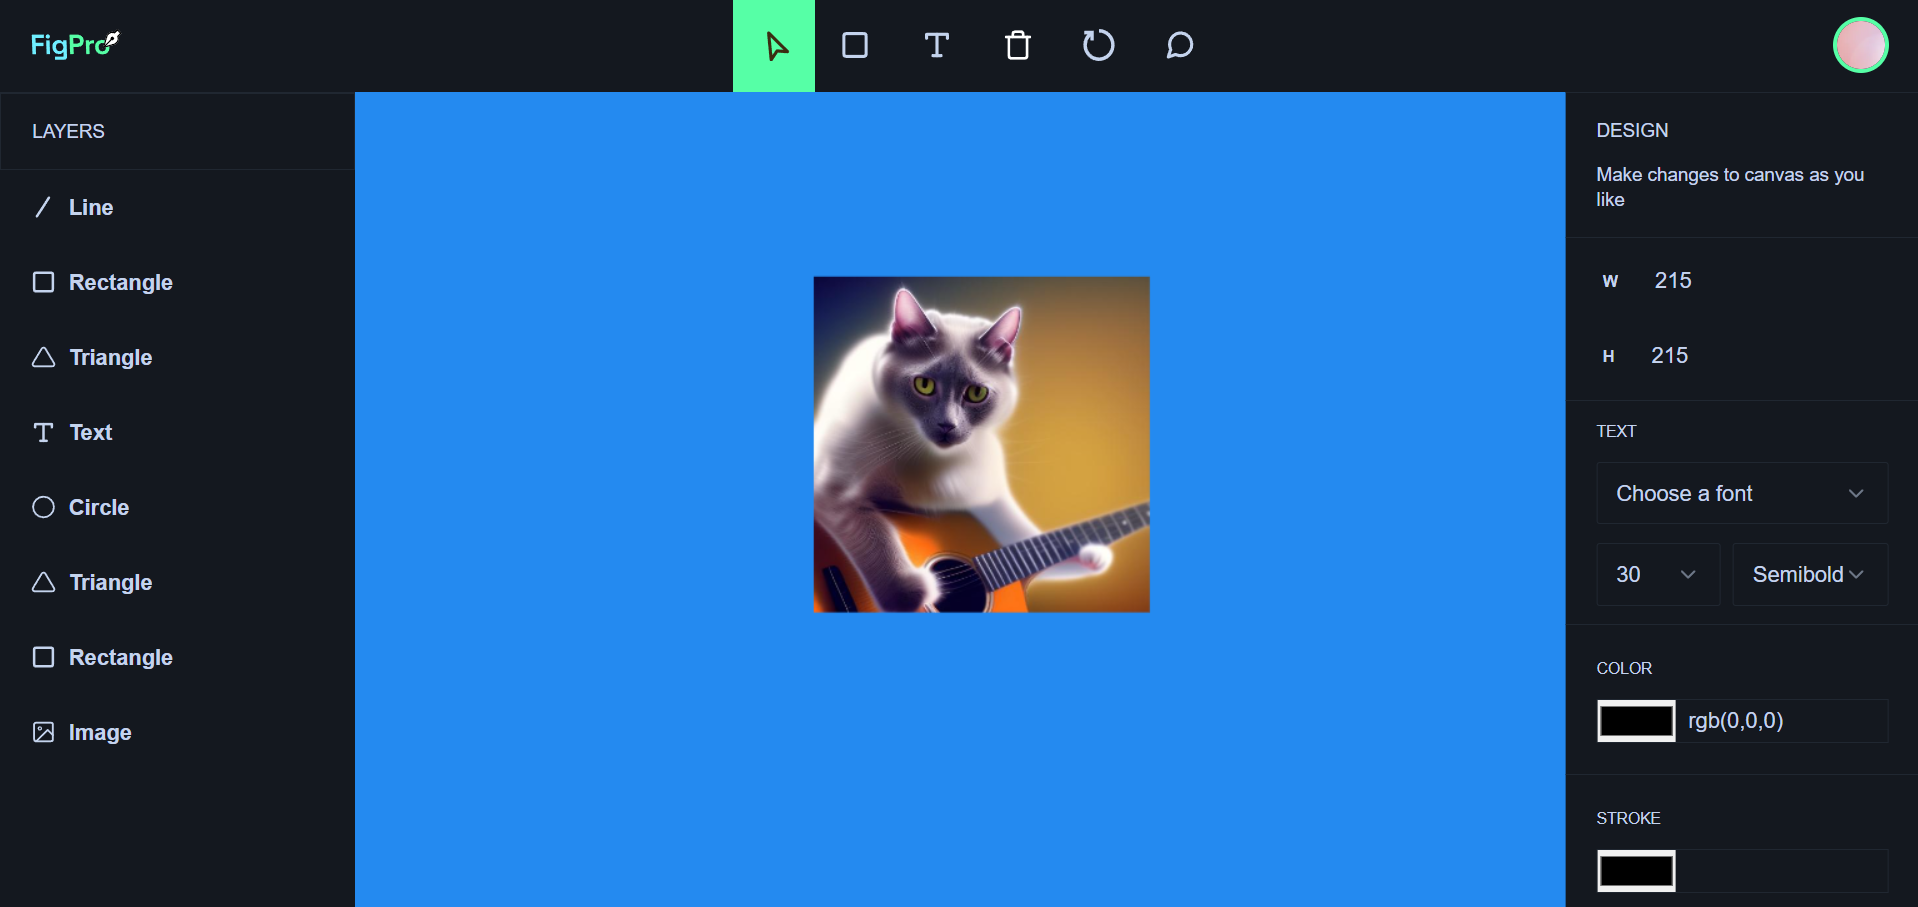 FigPro
LAYERS
Line
Rectangle
Triangle
Text
Circle
Triangle
Rectangle
Image
DESIGN
Make changes to canvas as you
like
W 215
H 215
TEXT
Choose a font
30 Semibold
COLOR
rgb(0,0,0)
STROKE